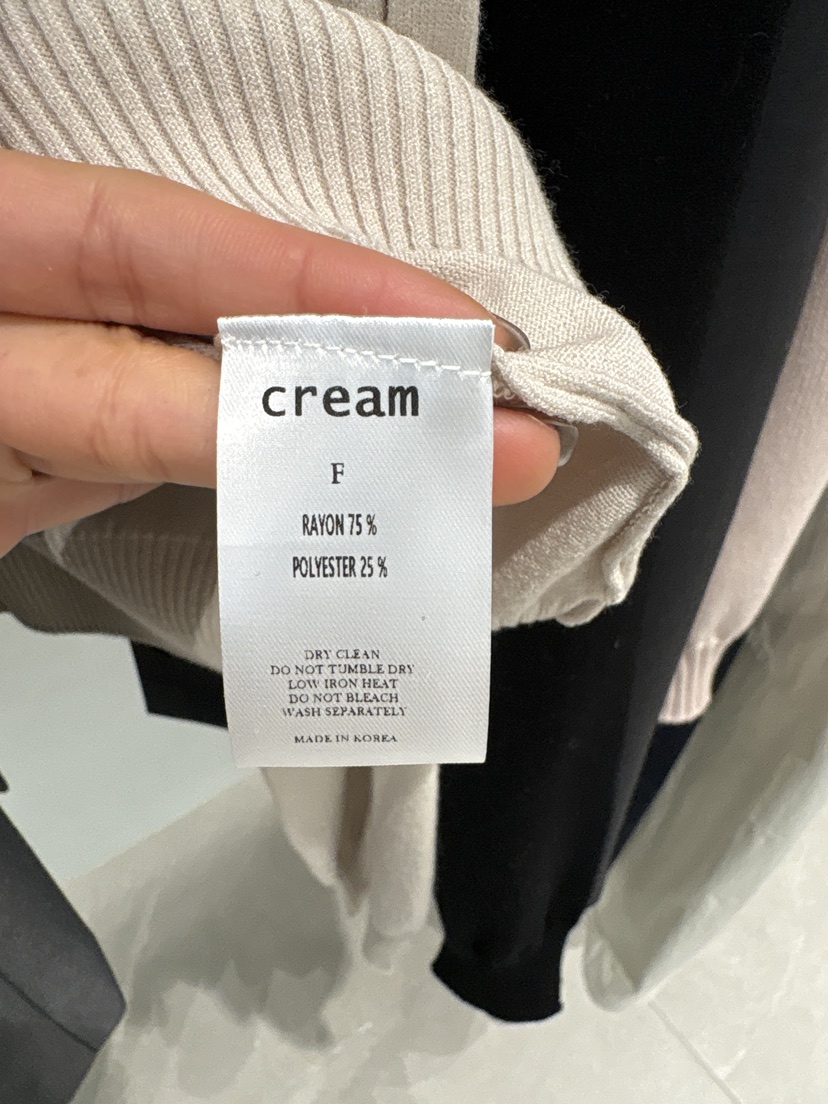 cream
F
RAYON 75 %
POLYESTER 25 %
DRY CLEAN
DO NOT TUMBLE DRY
LOW IRON HEAT
DO NOT BLEACH
WASH SEPARATELY
MADE IN KOREA